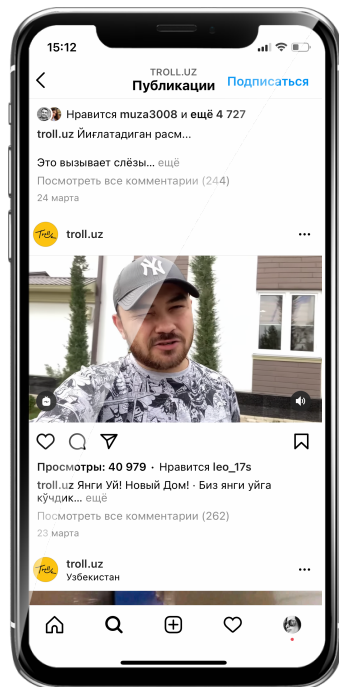 15:12
TROLL.UZ
Публикации
Подписаться
Нравится muza3008 и ещё 4 727
troll.uz Йиғлатадиган расм...
Это вызывает слёзы... ещё
Посмотреть все комментарии (244)
24 марта
Troll
troll.uz
NY
Просмотры: 40 979 · Нравится leo_17s
troll.uz Янги Уй! Новый Дом! - Биз янги уйга
кўчдик... ещё
Посмотреть все комментарии (262)
23 марта
Troll
troll.uz
Узбекистан